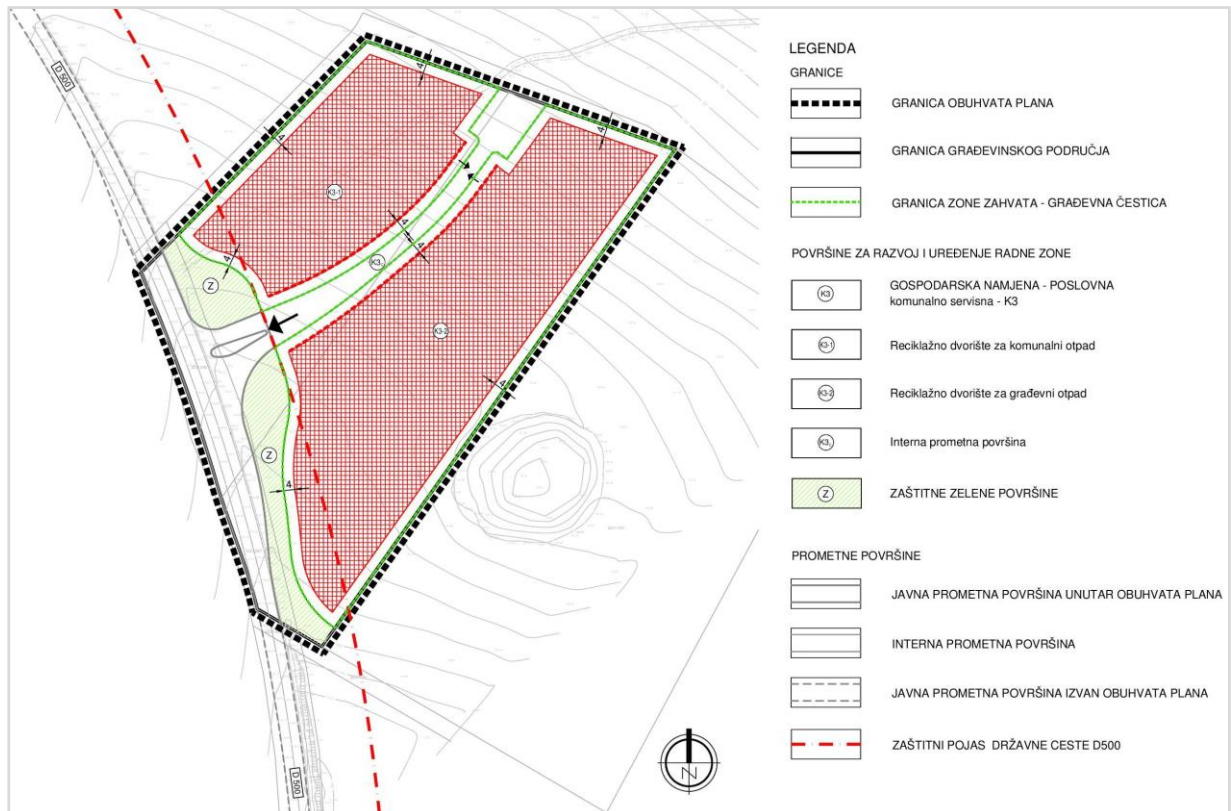 D 500
4
4
4
K3-1
4
4
4
K3
Z
K3-2
4
Z
4
D 500
N
LEGENDA
GRANICE
GRANICA OBUHVATA PLANA
GRANICA GRAĐEVINSKOG PODRUČJA
GRANICA ZONE ZAHVATA - GRAĐEVNA ČESTICA
POVRŠINE ZA RAZVOJ I UREĐENJE RADNE ZONE
K3
GOSPODARSKA NAMJENA - POSLOVNA
komunalno servisna - K3
K3-1
Reciklažno dvorište za komunalni otpad
K3-2
Reciklažno dvorište za građevni otpad
K3
Interna prometna površina
Z
ZAŠTITNE ZELENE POVRŠINE
PROMETNE POVRŠINE
JAVNA PROMETNA POVRŠINA UNUTAR OBUHVATA PLANA
INTERNA PROMETNA POVRŠINA
JAVNA PROMETNA POVRŠINA IZVAN OBUHVATA PLANA
ZAŠTITNI POJAS DRŽAVNE CESTE D500